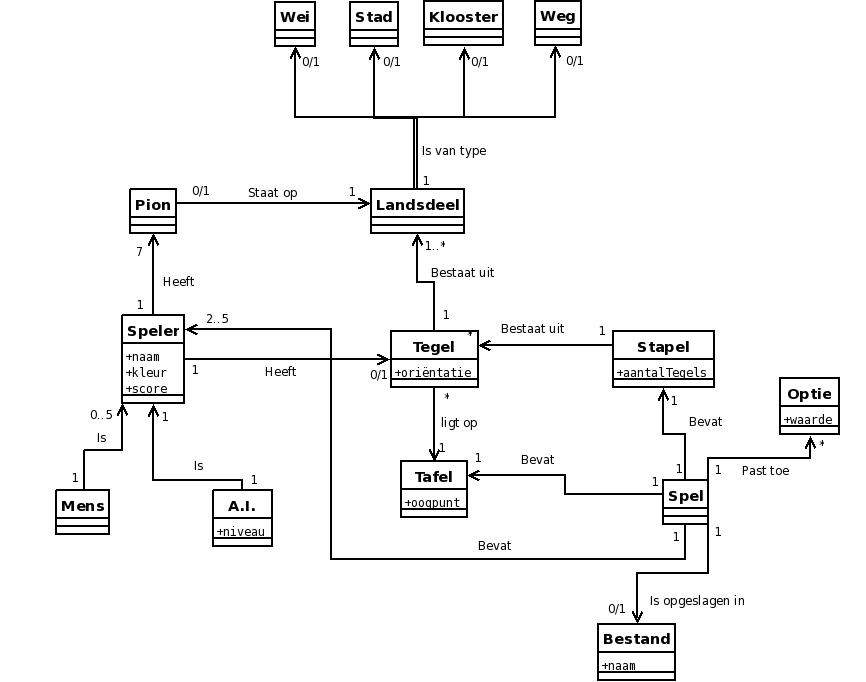 Wei
Stad
Klooster
Weg
0/1
0/1
0/1
0/1
Is van type
1
Pion
0/1
Staat op
1
Landsdeel
7
1..*
Heeft
Bestaat uit
1
1
Speler
+naam
+kleur
+score
2..5
1
Heeft
0/1
Tegel
+oriëntatie
*
Bestaat uit
1
Stapel
+aantalTegels
Optie
+waarde
*
ligt op
1
Tafel
+oogpunt
1
Bevat
1
1
Bevat
1
1
Past toe
*
Spel
0..5
Is
1
Mens
1
Is
1
A.I.
+niveau
Bevat
1
1
Is opgeslagen in
0/1
Bestand
+naam